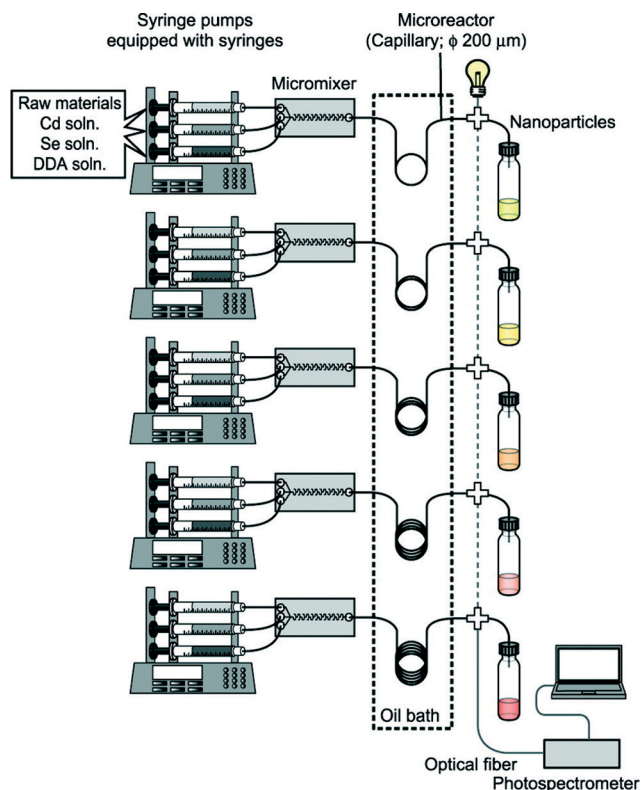 Syringe pumps
equipped with syringes
Microreactor
(Capillary; ϕ 200 μm)
Micromixer
Raw materials
Cd soln.
Se soln.
DDA soln.
Nanoparticles
Oil bath
Optical fiber
Photospectrometer